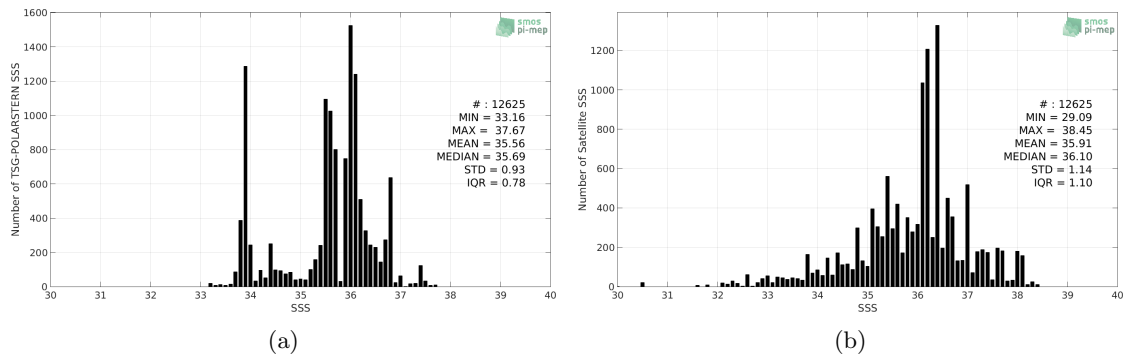 1600
1400
1200
1000
800
600
400
200
0
Number of TSG-POLARSTERN SSS
30 31 32 33 34 35 36 37 38 39 40
SSS
smos
pi-mep
# : 12625
MIN = 33.16
MAX = 37.67
MEAN = 35.56
MEDIAN = 35.69
STD = 0.93
IQR = 0.78
(a)
1200
1000
800
600
400
200
0
Number of Satellite SSS
30 31 32 33 34 35 36 37 38 39 40
SSS
smos
pi-mep
# : 12625
MIN = 29.09
MAX = 38.45
MEAN = 35.91
MEDIAN = 36.10
STD = 1.14
IQR = 1.10
(b)